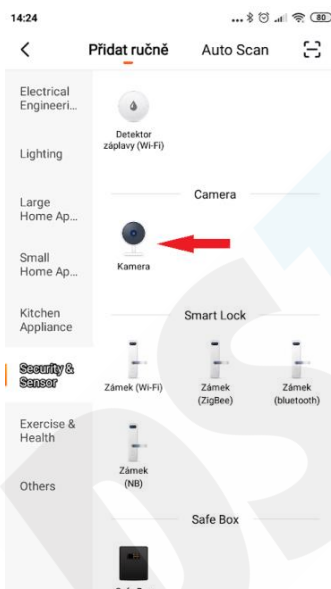 14:24
80
Přidat ručně
Auto Scan
Electrical
Engineeri...
Lighting
Large
Home Ap...
Small
Home Ap...
Kitchen
Appliance
Security &
Sensor
Exercise &
Health
Others
Detektor
záplavy (Wi-Fi)
Camera
Kamera
Smart Lock
Zámek (Wi-Fi)
Zámek
(ZigBee)
Zámek
(bluetooth)
Zámek
(NB)
Safe Box